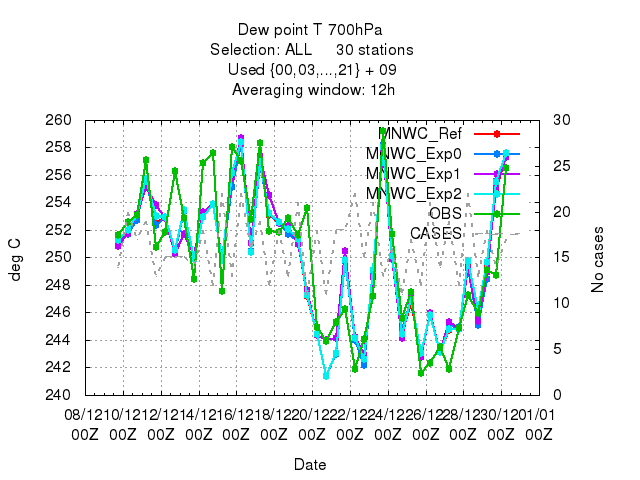 Dew point T 700hPa
Selection: ALL 30 stations
Used {00,03,...,21} + 09
Averaging window: 12h
260 30
258
256 25
254
252 20
250 15
248
246 10
244
242 5
240 0
deg C
No cases
MNWC_Ref
MNWC_Exp0
MNWC_Exp1
MNWC_Exp2
OBS
CASES
08/12 10/12 12/12 14/12 16/12 18/12 20/12 22/12 24/12 26/12 28/12 30/12 01/01
00Z 00Z 00Z 00Z 00Z 00Z 00Z 00Z 00Z 00Z 00Z 00Z 00Z
Date